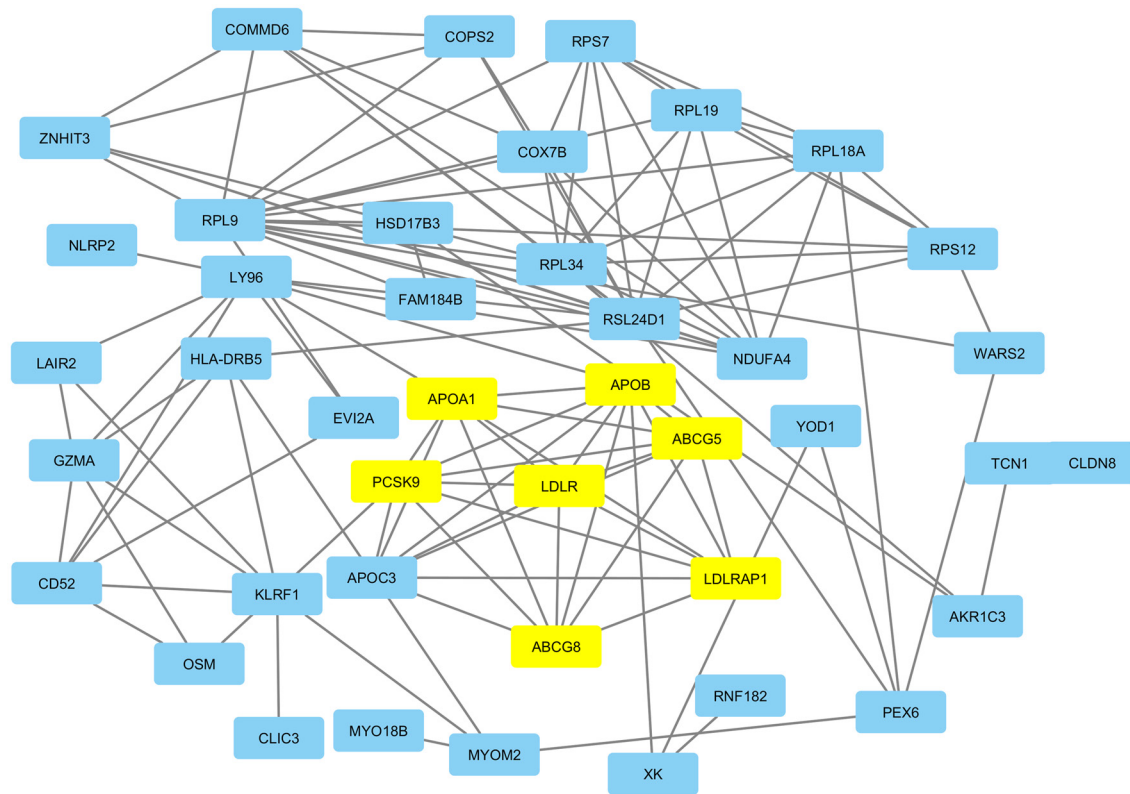 COMMD6
COPS2
RPS7
RPL19
ZNHIT3
COX7B
RPL18A
RPL9
HSD17B3
NLRP2
RPS12
RPL34
LY96
FAM184B
RSL24D1
LAIR2
HLA-DRB5
NDUFA4
WARS2
APOB
APOA1
EVI2A
YOD1
ABCG5
GZMA
TCN1
CLDN8
PCSK9
LDLR
CD52
KLRF1
APOC3
LDLRAP1
AKR1C3
ABCG8
OSM
RNF182
PEX6
CLIC3
MYO18B
MYOM2
XK